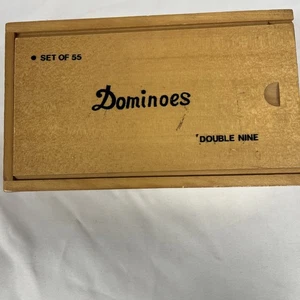 • SET OF 55
Dominoes
• DOUBLE NINE